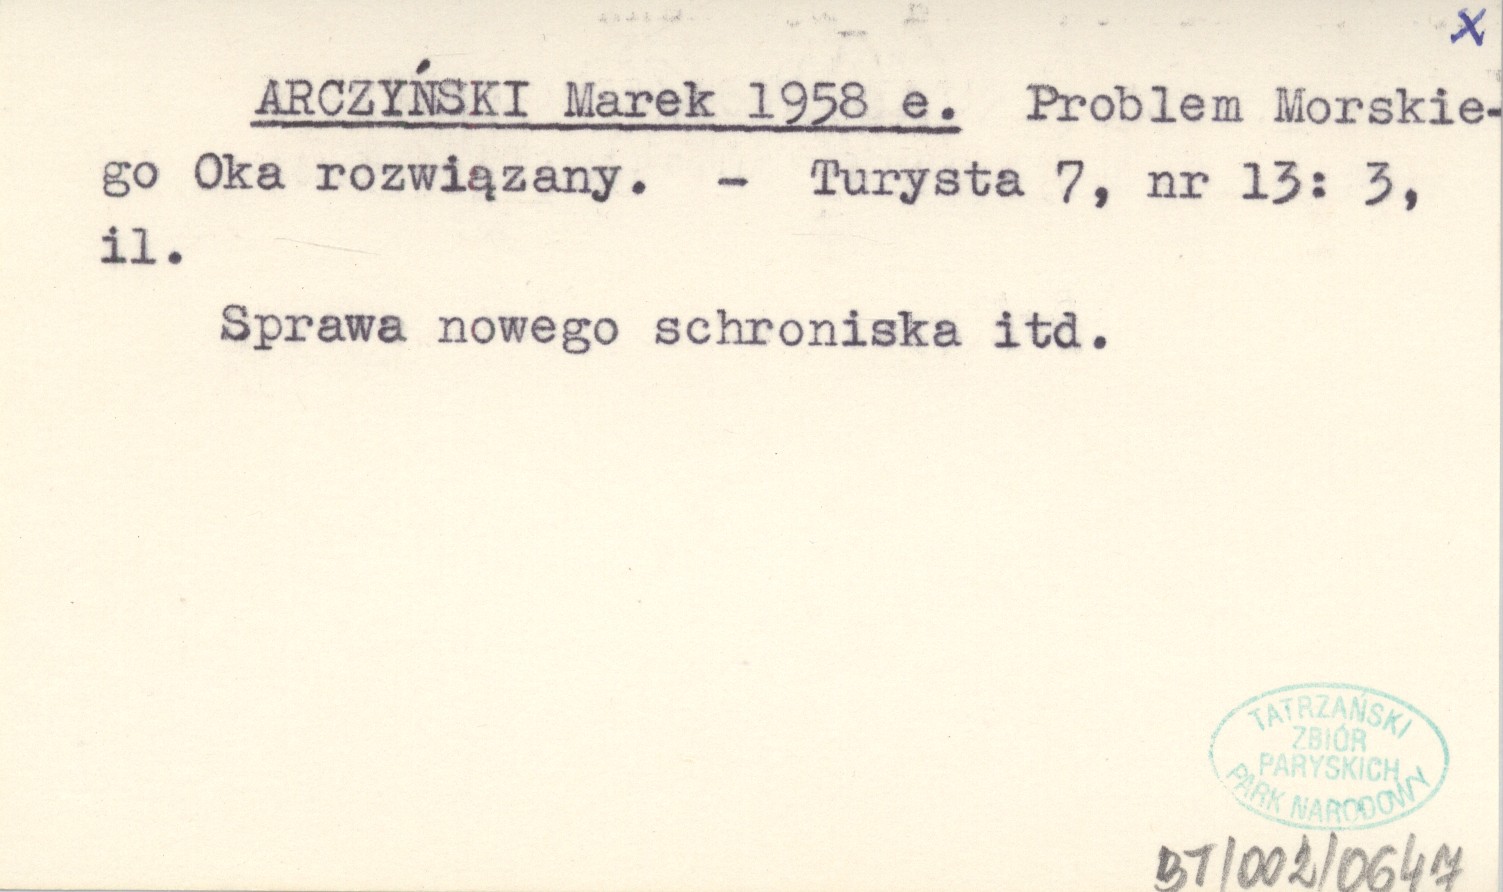 x
ARCZYŃSKI Marek 1958 e. Problem Morskie-
go Oka rozwiązany. - Turysta 7, nr 13: 3,
il.
Sprawa nowego schroniska itd.
TATRZAŃSKI
ZBIÓR
PARYSKICH
PARK NARODOWY
BT/002/0647